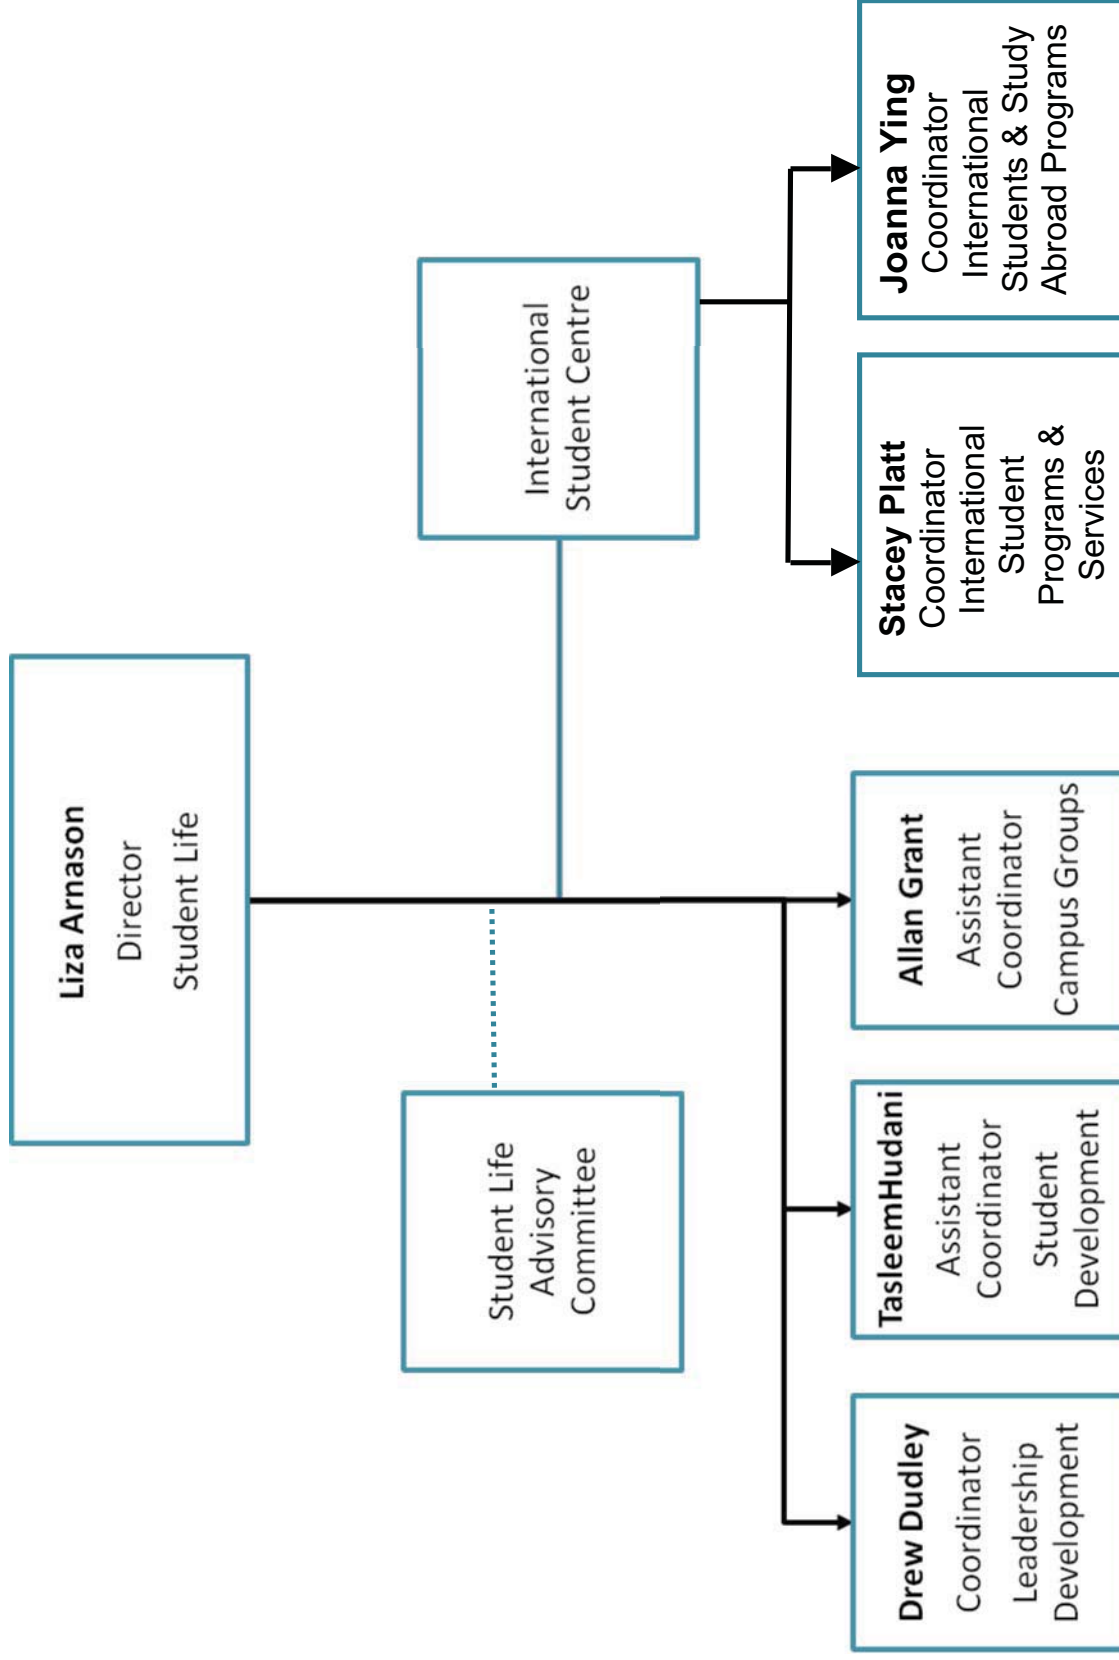 Liza Arnason
Director
Student Life
Student Life
Advisory
Committee
International
Student Centre
Drew Dudley
Coordinator
Leadership
Development
TasleemHudani
Assistant
Coordinator
Student
Development
Allan Grant
Assistant
Coordinator
Campus Groups
Stacey Platt
Coordinator
International
Student
Programs &
Services
Joanna Ying
Coordinator
International
Students & Study
Abroad Programs